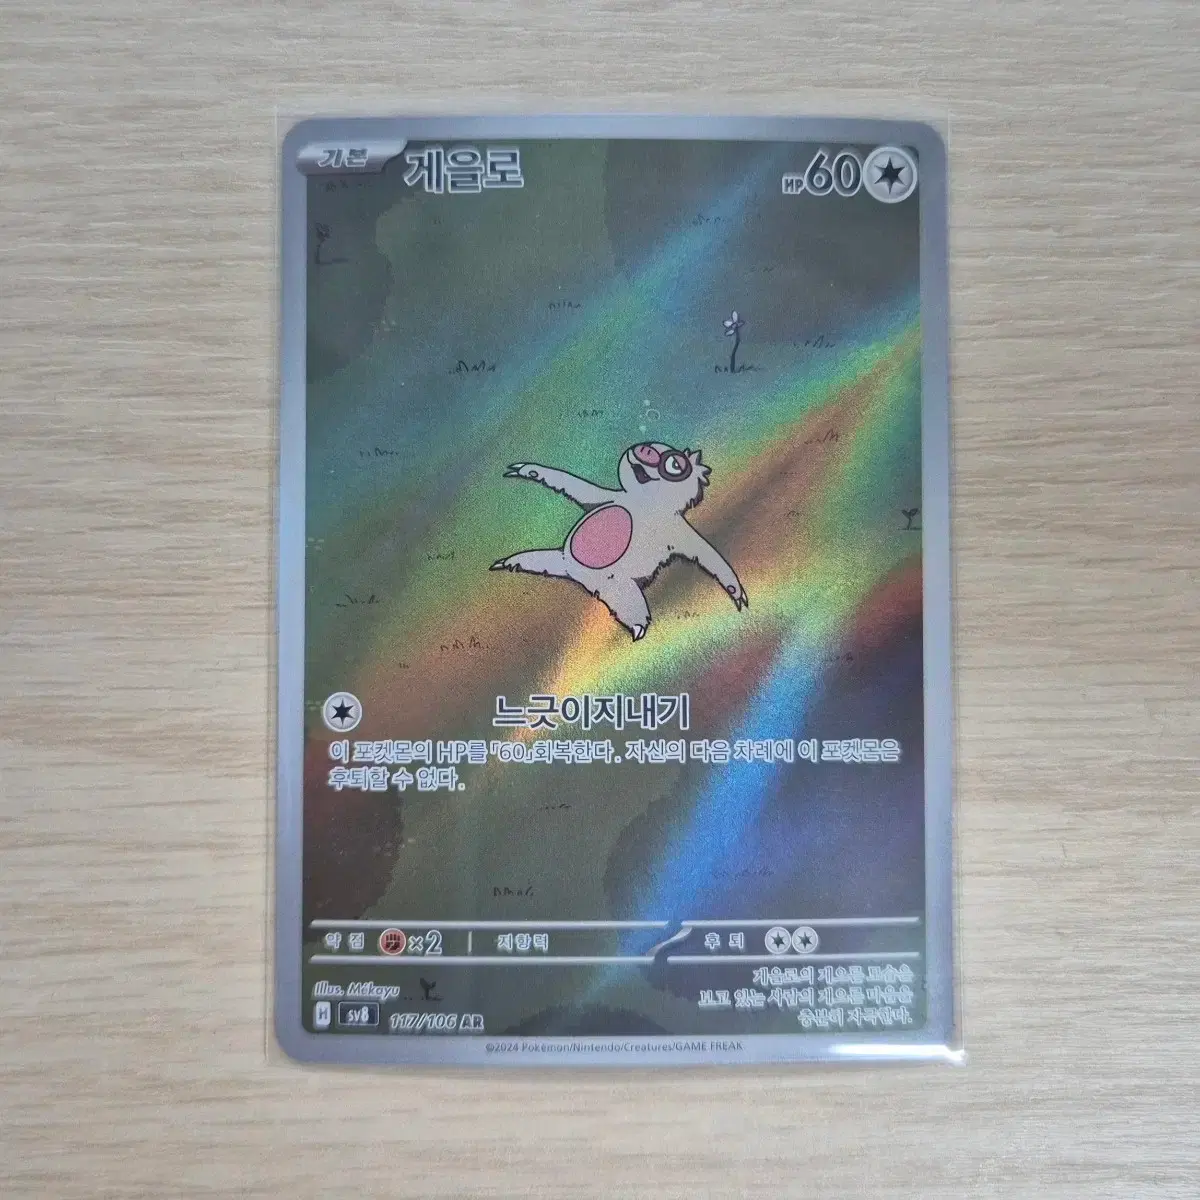 기본 게을로 HP 60
느긋이지내기
이 포켓몬의 HP를 「60」회복한다. 자신의 다음 차례에 이 포켓몬은
후퇴할 수 없다.
약점 ×2 저항력 후퇴
게을로의 게으른 모습을
보고 있는 사람의 게으른 마음을
충분히 자극한다.
Illus. Mékayu
H sv8 117/106 AR
©2024 Pokémon/Nintendo/Creatures/GAME FREAK